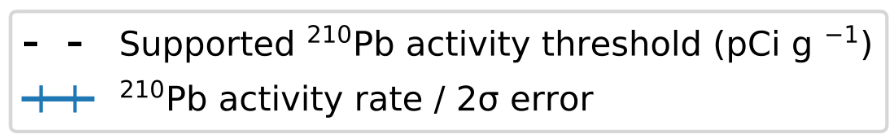 Supported ²¹⁰Pb activity threshold (pCi g ⁻¹)
²¹⁰Pb activity rate / 2σ error